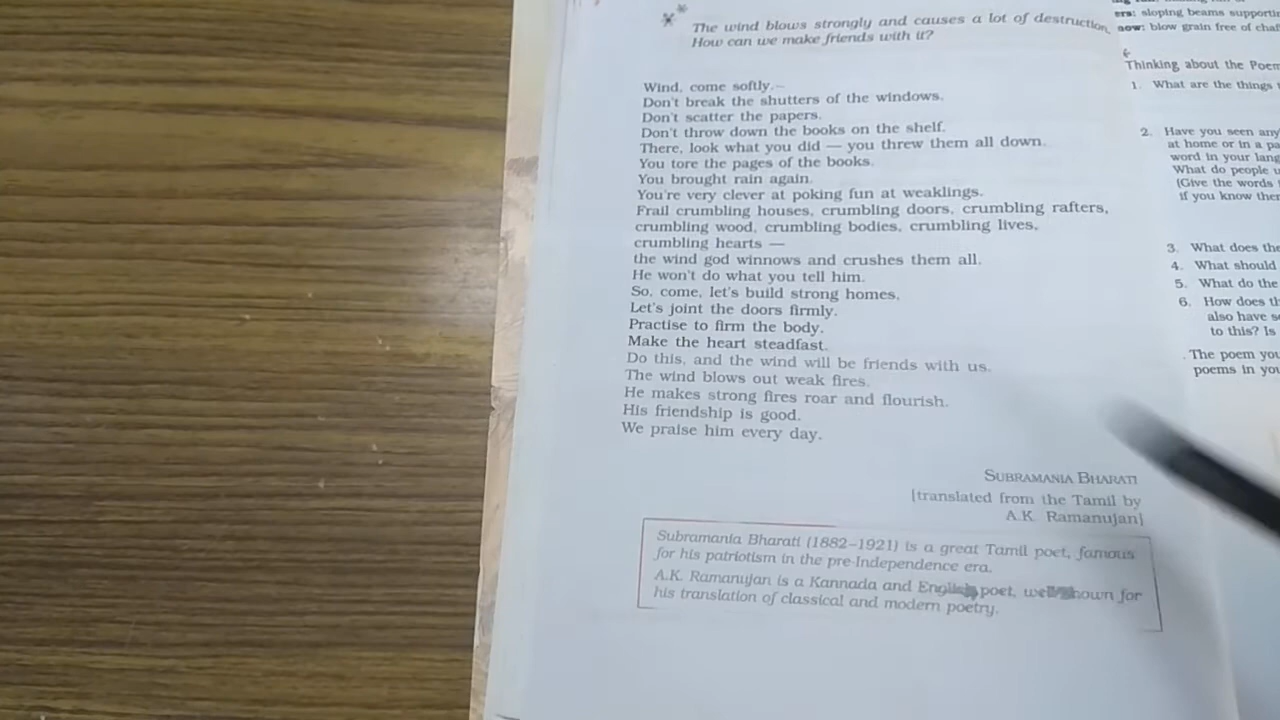 The wind blows strongly and causes a lot of destruction.
How can we make friends with it?
Wind, come softly.
Don't break the shutters of the windows.
Don't scatter the papers.
Don't throw down the books on the shelf.
There, look what you did — you threw them all down.
You tore the pages of the books.
You brought rain again.
You're very clever at poking fun at weaklings.
Frail crumbling houses, crumbling doors, crumbling rafters,
crumbling wood, crumbling bodies, crumbling lives,
crumbling hearts —
the wind god winnows and crushes them all.
He won't do what you tell him.
So, come, let's build strong homes,
Let's joint the doors firmly.
Practise to firm the body.
Make the heart steadfast.
Do this, and the wind will be friends with us.
The wind blows out weak fires.
He makes strong fires roar and flourish.
His friendship is good.
We praise him every day.
SUBRAMANIA BHARATI
[translated from the Tamil by
A.K. Ramanujan]
Subramania Bharati (1882–1921) is a great Tamil poet, famous
for his patriotism in the pre-Independence era.
A.K. Ramanujan is a Kannada and English poet, well known for
his translation of classical and modern poetry.
ers: sloping beams
now: blow grain free of
Thinking about the Poem
1. What are the things
2. Have you seen any
at home or in a
word in your
What do people
(Give the words
if you know
3. What does the
4. What should
5. What do the
6. How does
also have
to this? Is
The poem you
poems in